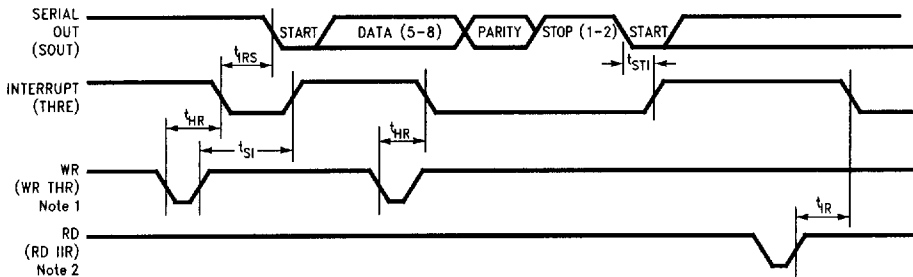 SERIAL
OUT
(SOUT)
START
DATA (5-8)
PARITY
STOP (1-2)
START
tIRS
tSTI
INTERRUPT
(THRE)
tHR
tSI
tHR
WR
(WR THR)
Note 1
tIR
RD
(RD IIR)
Note 2